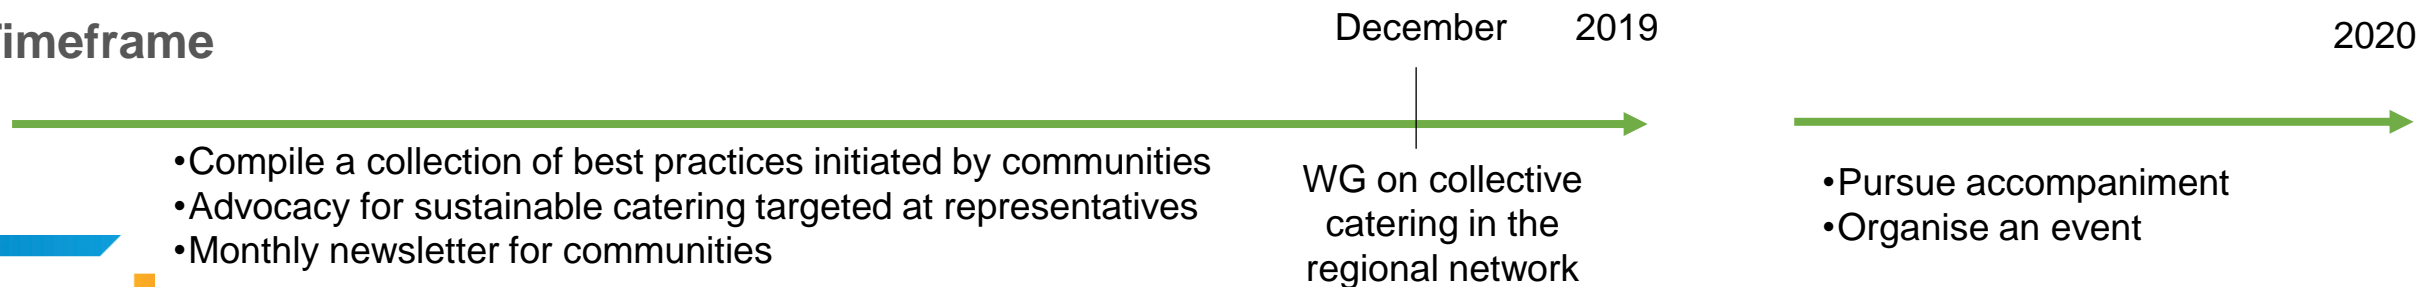 Timeframe
December 2019
2020
•Compile a collection of best practices initiated by communities
•Advocacy for sustainable catering targeted at representatives
•Monthly newsletter for communities
WG on collective
catering in the
regional network
•Pursue accompaniment
•Organise an event